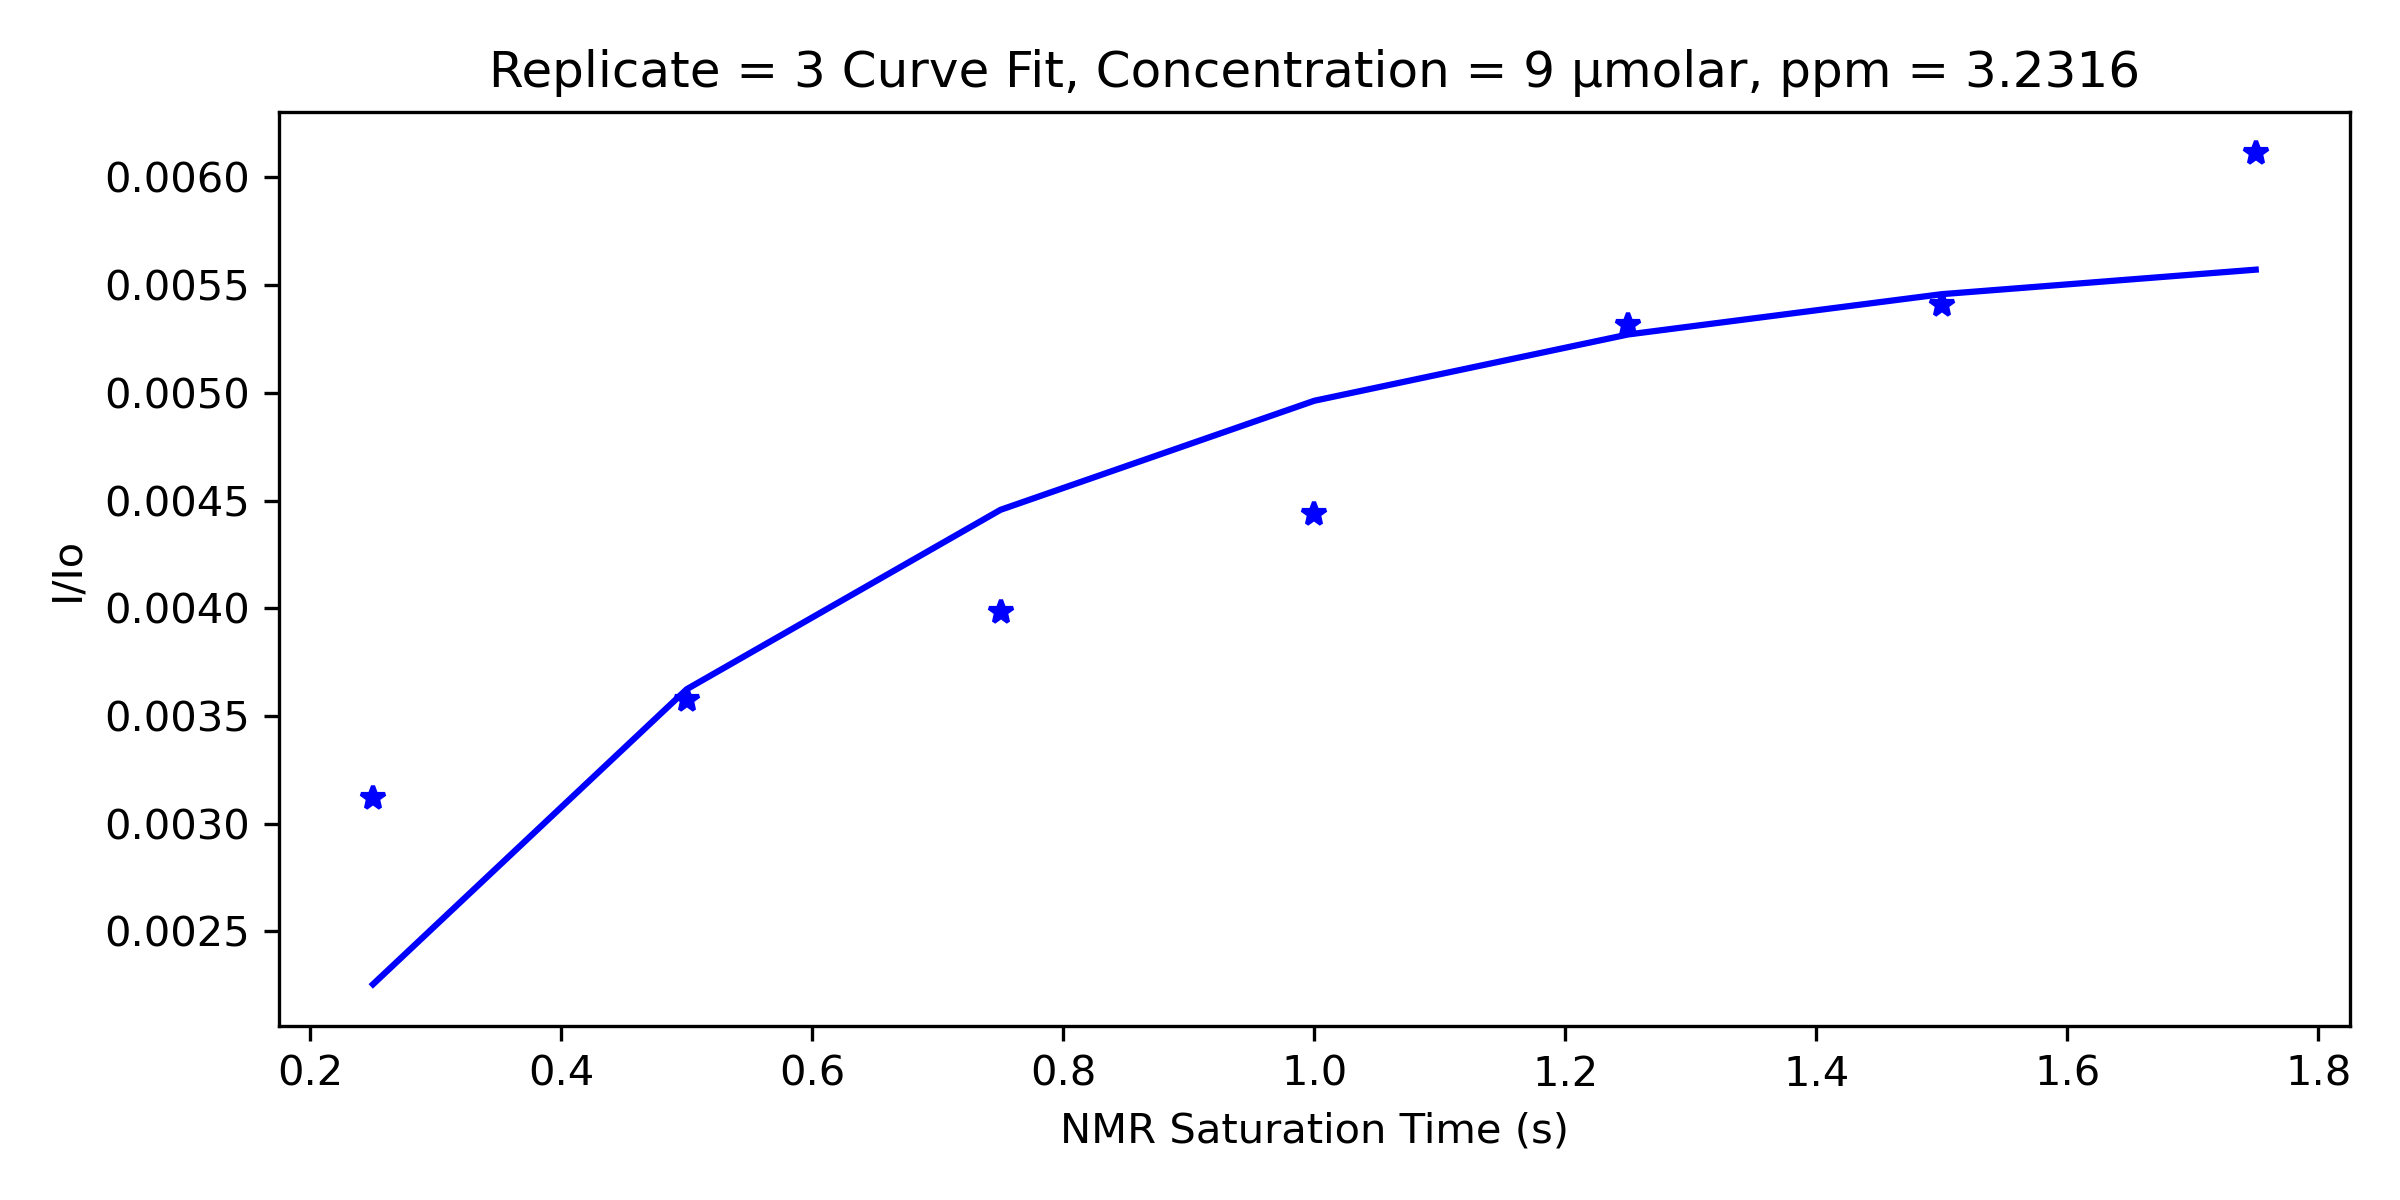 Replicate = 3 Curve Fit, Concentration = 9 μmolar, ppm = 3.2316
0.0060
0.0055
0.0050
0.0045
0.0040
0.0035
0.0030
0.0025
I/Io
0.2 0.4 0.6 0.8 1.0 1.2 1.4 1.6 1.8
NMR Saturation Time (s)